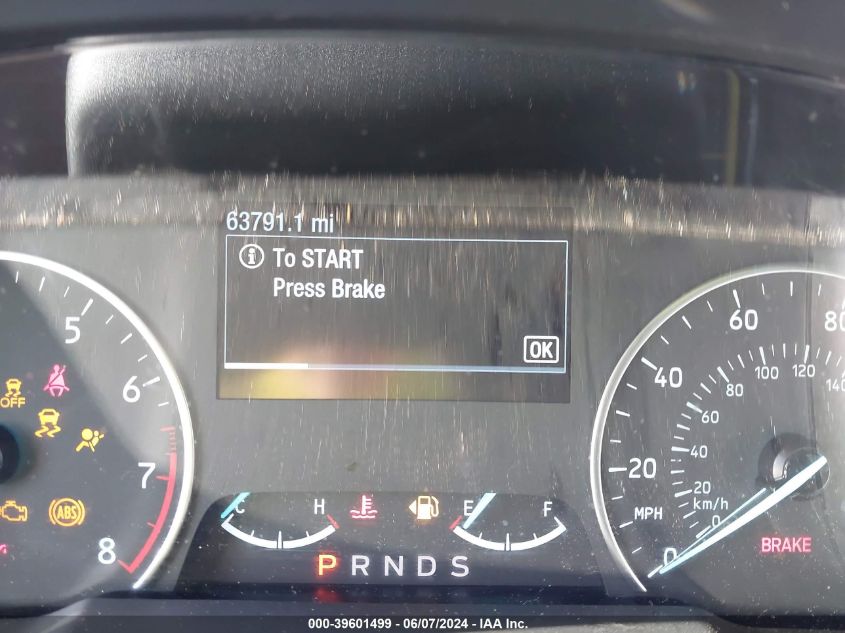 63791.1 mi
To START
Press Brake
OK
5
6
7
8
OFF
ABS
C H
E F
P R N D S
0 20 40 60 80
MPH
0 20 40 60 80 100 120 140
km/h
BRAKE
000-39601499 - 06/07/2024 - IAA Inc.